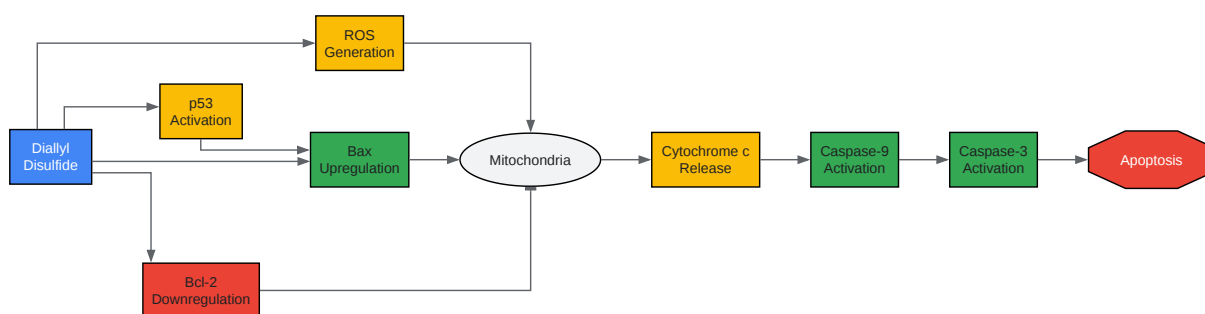 ROS
Generation
p53
Activation
Diallyl
Disulfide
Bax
Upregulation
Mitochondria
Cytochrome c
Release
Caspase-9
Activation
Caspase-3
Activation
Apoptosis
Bcl-2
Downregulation